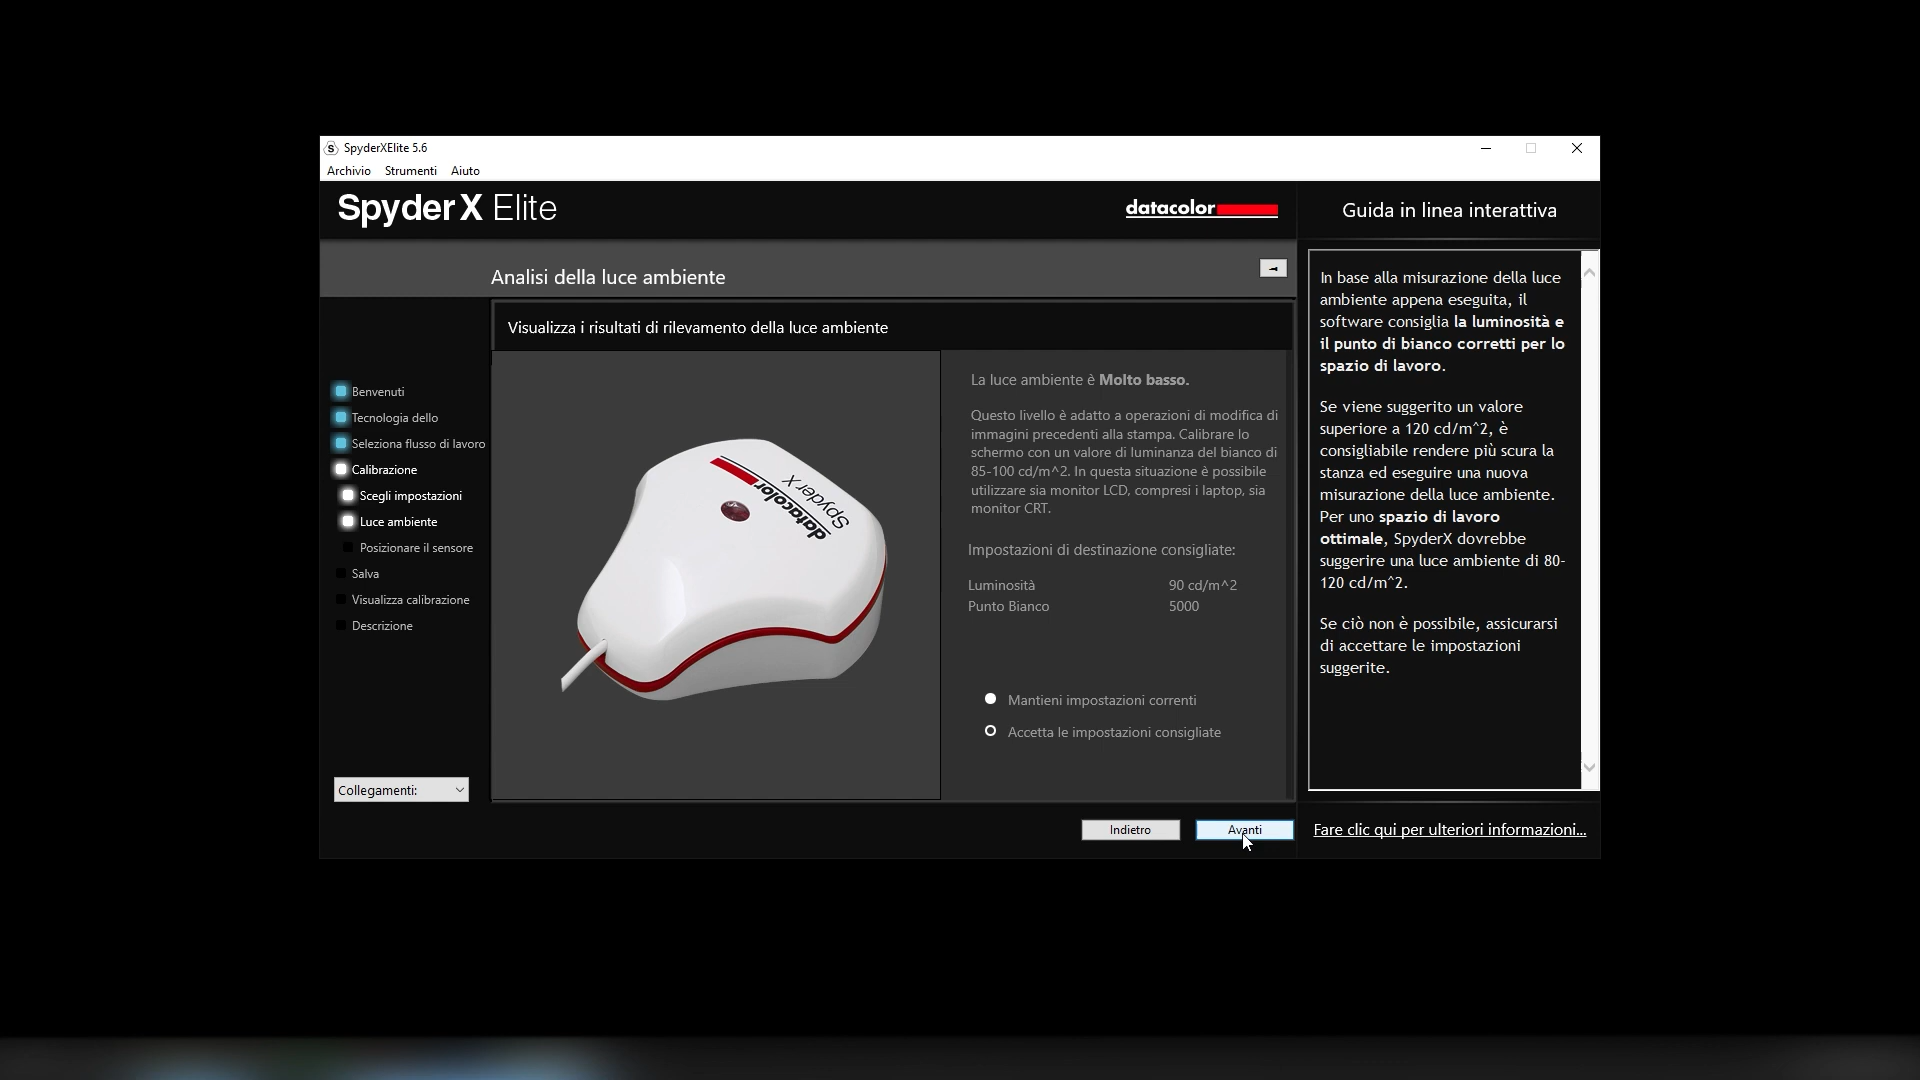 SpyderXElite 5.6
Archivio Strumenti Aiuto
SpyderX Elite
datacolor
Guida in linea interattiva
Analisi della luce ambiente
Visualizza i risultati di rilevamento della luce ambiente
Benvenuti
Tecnologia dello
Seleziona flusso di lavoro
Calibrazione
Scegli impostazioni
Luce ambiente
Posizionare il sensore
Salva
Visualizza calibrazione
Descrizione
Collegamenti:
datacolor
SpyderX
La luce ambiente è Molto basso.
Questo livello è adatto a operazioni di modifica di
immagini precedenti alla stampa. Calibrare lo
schermo con un valore di luminanza del bianco di
85-100 cd/m^2. In questa situazione è possibile
utilizzare sia monitor LCD, compresi i laptop, sia
monitor CRT.
Impostazioni di destinazione consigliate:
Luminosità 90 cd/m^2
Punto Bianco 5000
Mantieni impostazioni correnti
Accetta le impostazioni consigliate
Indietro
Avanti
In base alla misurazione della luce
ambiente appena eseguita, il
software consiglia la luminosità e
il punto di bianco corretti per lo
spazio di lavoro.
Se viene suggerito un valore
superiore a 120 cd/m^2, è
consigliabile rendere più scura la
stanza ed eseguire una nuova
misurazione della luce ambiente.
Per uno spazio di lavoro
ottimale, SpyderX dovrebbe
suggerire una luce ambiente di 80-
120 cd/m^2.
Se ciò non è possibile, assicurarsi
di accettare le impostazioni
suggerite.
Fare clic qui per ulteriori informazioni...